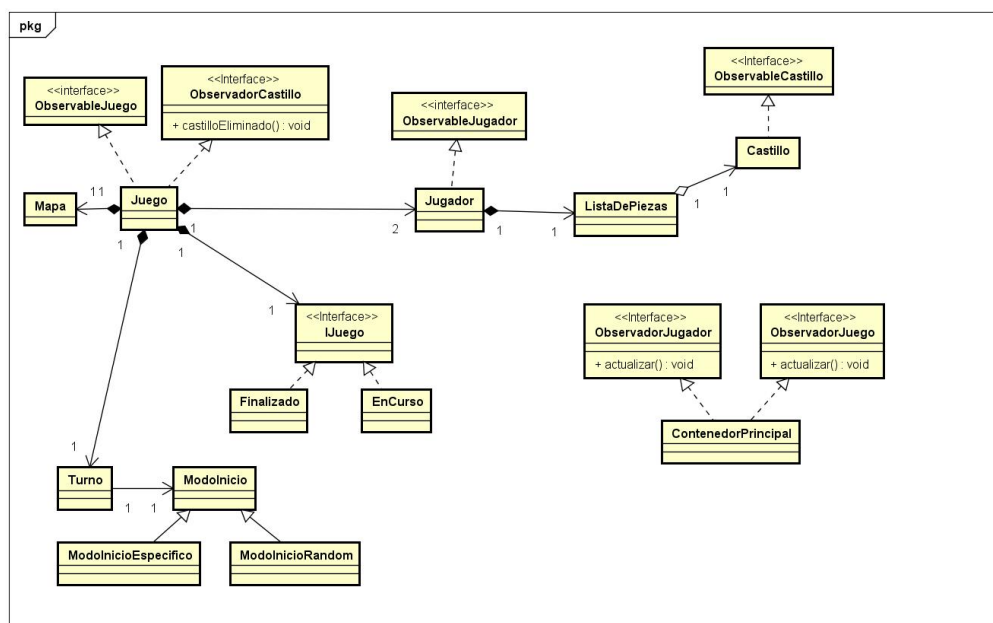 pkg
<<Interface>>
ObservableCastillo
<<interface>>
ObservableJuego
<<Interface>>
ObservadorCastillo
+ castilloEliminado() : void
<<interface>>
ObservableJugador
Castillo
Mapa
11
Juego
1
1
1
Jugador
2
1
ListaDePiezas
1
1
1
1
<<Interface>>
IJuego
Finalizado
EnCurso
<<Interface>>
ObservadorJugador
+ actualizar() : void
<<Interface>>
ObservadorJuego
+ actualizar() : void
ContenedorPrincipal
1
Turno
1
1
ModoInicio
ModoInicioEspecifico
ModoInicioRandom